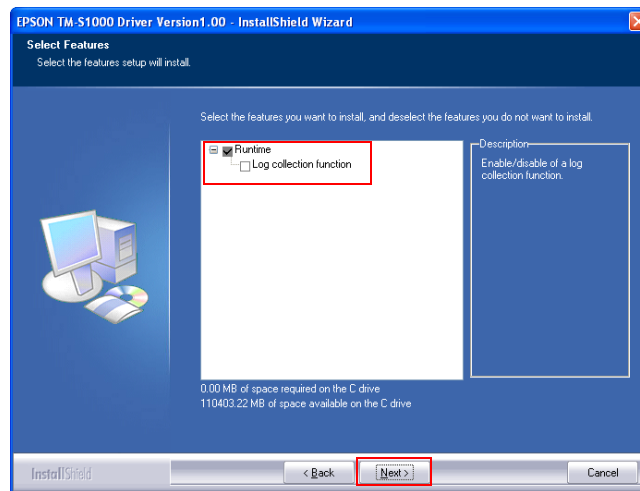 EPSON TM-S1000 Driver Version1.00 - InstallShield Wizard
Select Features
Select the features setup will install.
Select the features you want to install, and deselect the features you do not want to install.
Runtime
Log collection function
Description
Enable/disable of a log
collection function.
0.00 MB of space required on the C drive
110403.22 MB of space available on the C drive
InstallShield
< Back
Next >
Cancel